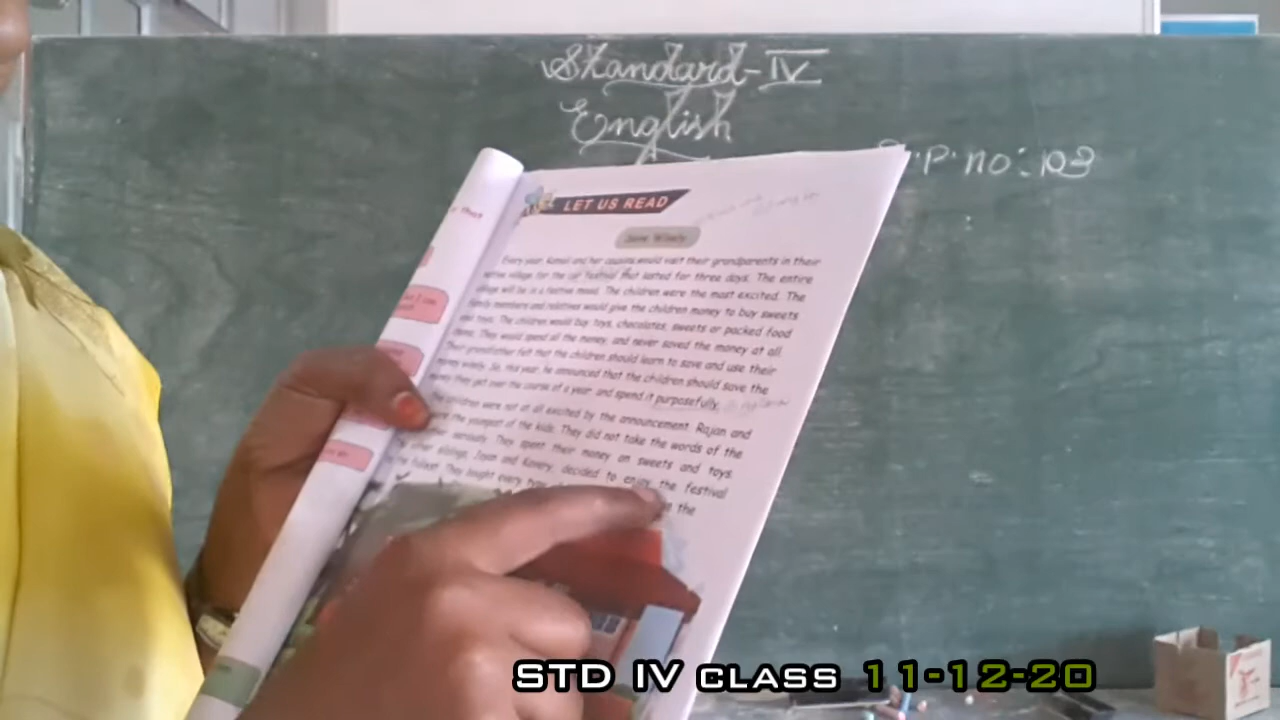 Standard-IV
English
P. no: 103
LET US READ
Save Wisely
Every year Kamali and her cousins would visit their grandparents in their
native village for the car festival that lasted for three days. The entire
village will be in a festive mood. The children were the most excited. The
family members and relatives would give the children money to buy sweets
and toys. The children would buy toys, chocolates, sweets or packed food
items. They would spend all the money, and never saved the money at all.
Their grandfather felt that the children should learn to save and use their
money wisely. So, this year, he announced that the children should save the
money they get over the course of a year and spend it purposefully.
The children were not at all excited by the announcement. Rajan and
were the youngest of the kids. They did not take the words of the
seriously. They spent their money on sweets and toys.
other siblings, Jayan and Kavery, decided to enjoy the festival
the fullest. They bought every type
the
STD IV CLASS 11-12-20